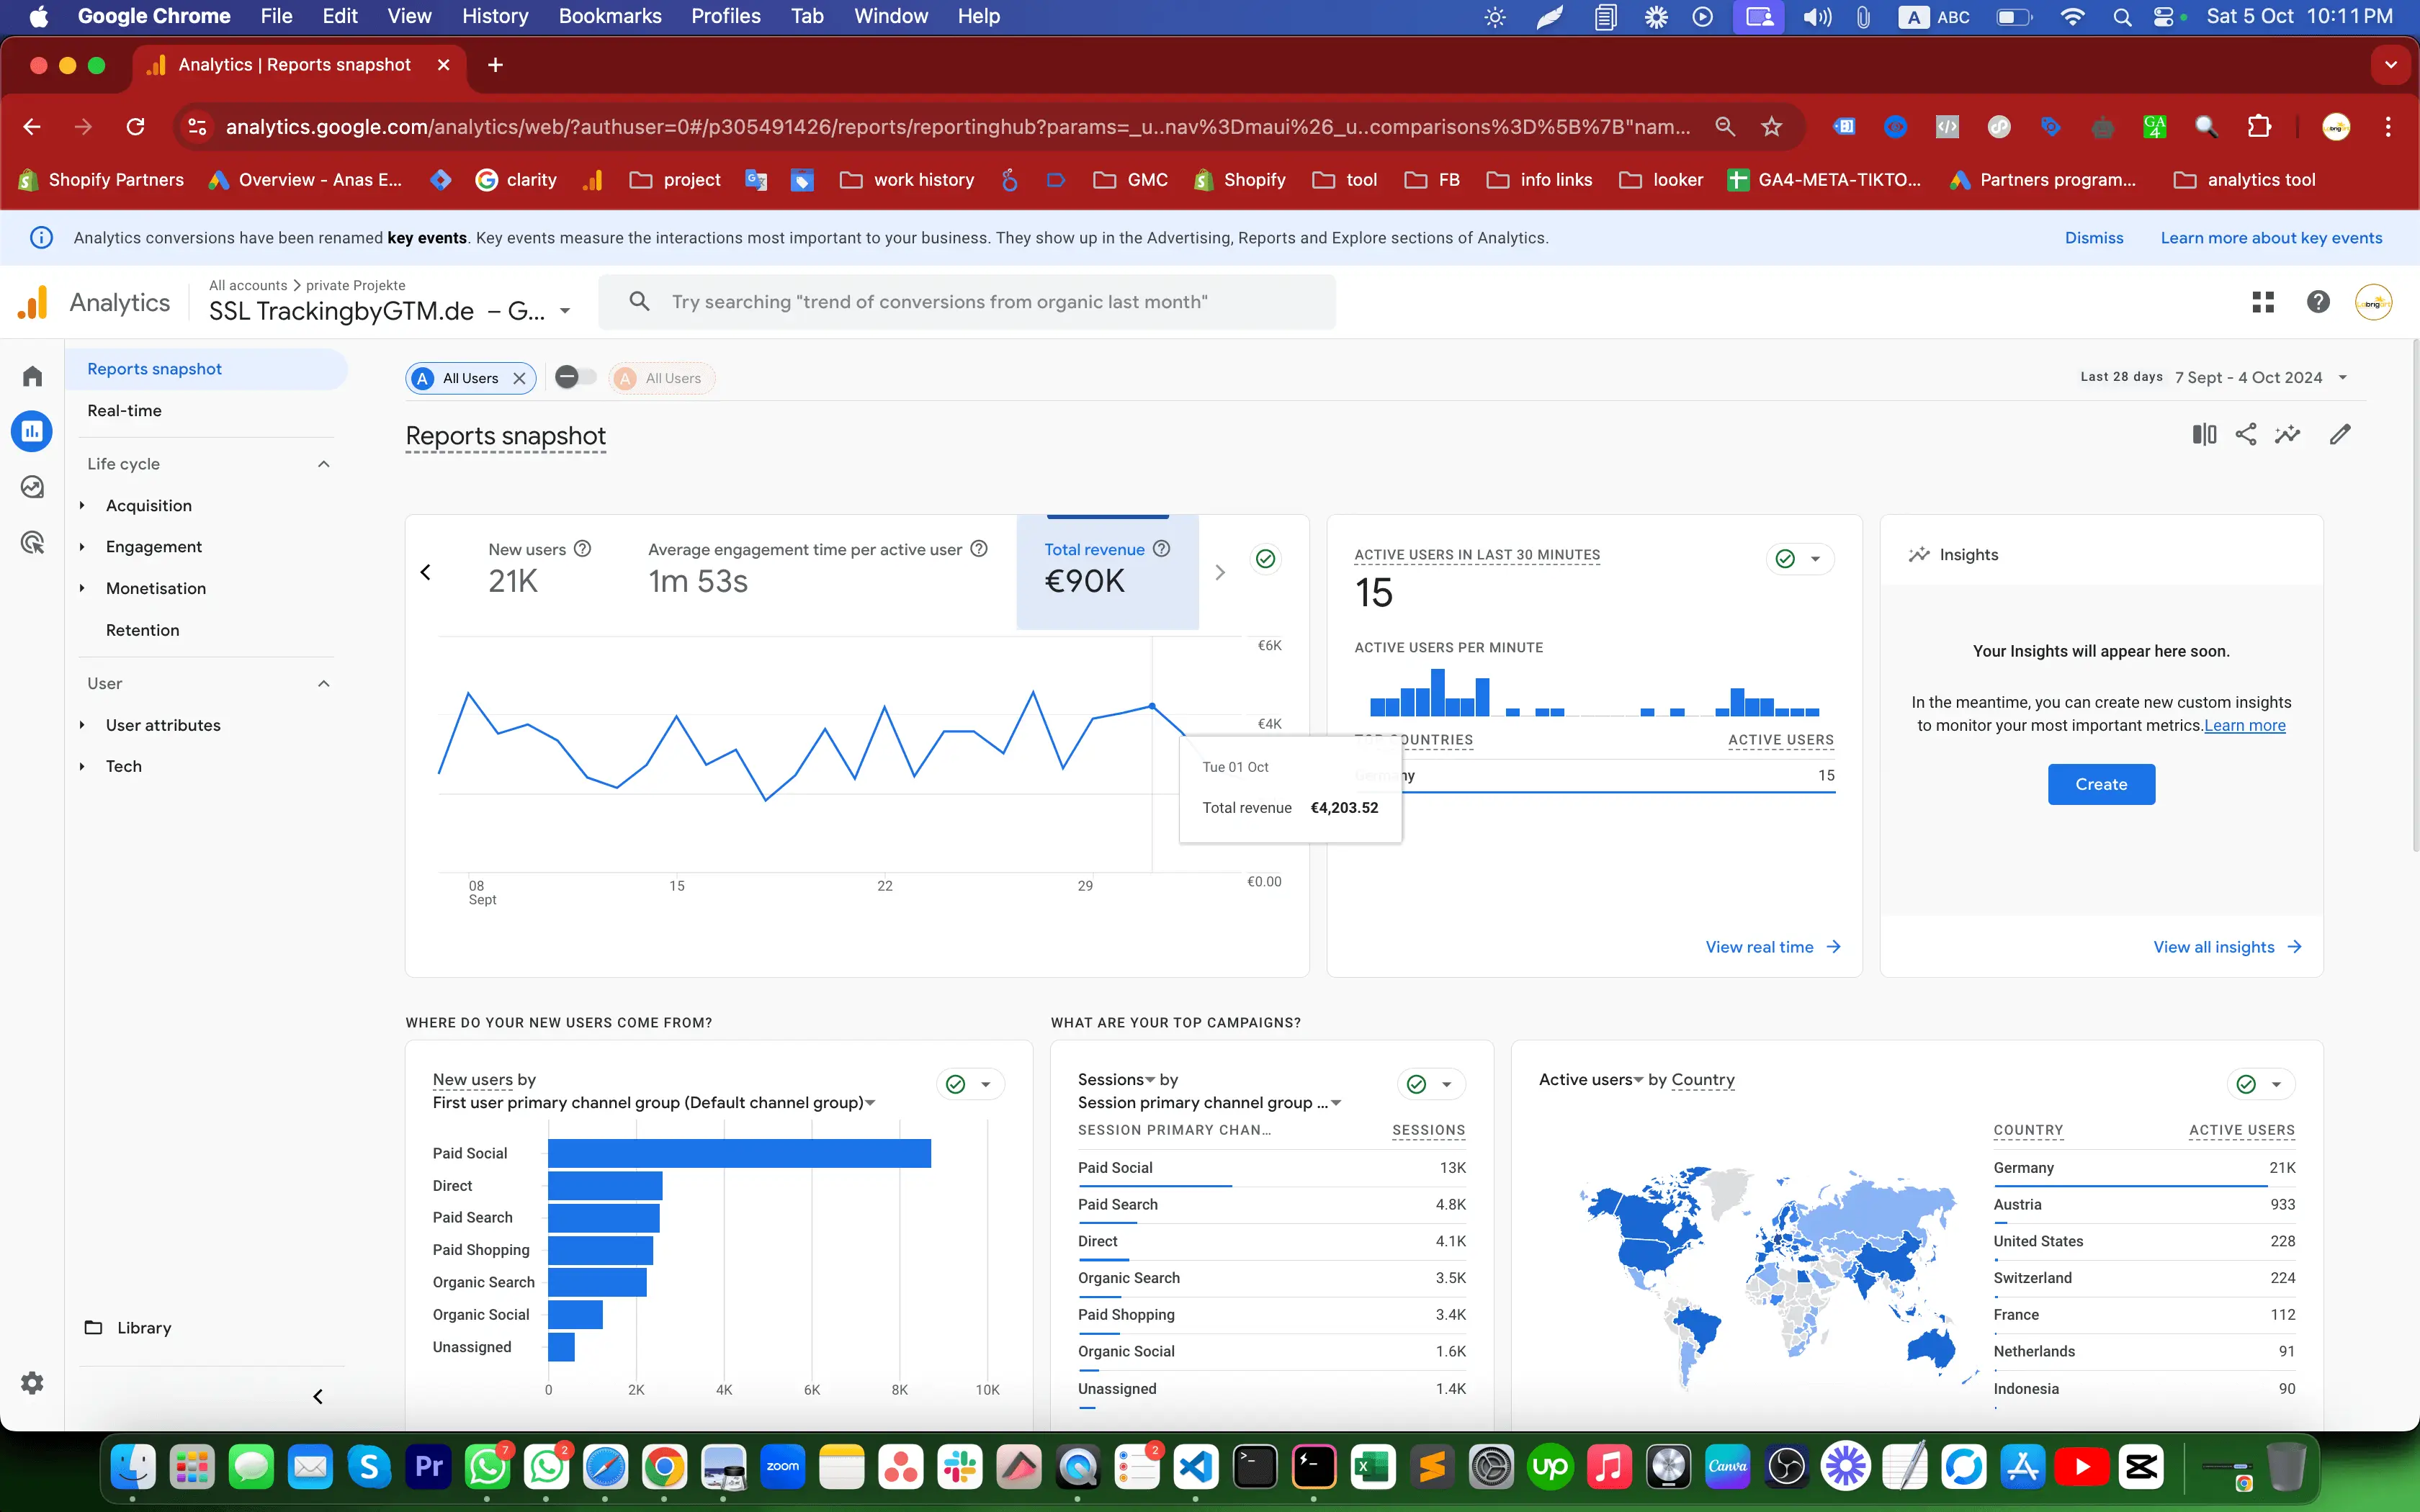 Google Chrome File Edit View History Bookmarks Profiles Tab Window Help A ABC Sat 5 Oct 10:11 PM
Analytics | Reports snapshot
analytics.google.com/analytics/web/?authuser=0#/p305491426/reports/reportinghub?params=_u..nav%3Dmaui%26_u..comparisons%3D%5B%7B"nam...
Shopify Partners Overview - Anas E... clarity project work history GMC Shopify tool FB info links looker GA4-META-TIKTO... Partners program... analytics tool
Analytics conversions have been renamed key events. Key events measure the interactions most important to your business. They show up in the Advertising, Reports and Explore sections of Analytics. Dismiss Learn more about key events
Analytics
All accounts > private Projekte
SSL TrackingbyGTM.de – G...
Try searching "trend of conversions from organic last month"
Reports snapshot
Real-time
Life cycle
Acquisition
Engagement
Monetisation
Retention
User
User attributes
Tech
Library
A All Users A All Users
Last 28 days 7 Sept - 4 Oct 2024
Reports snapshot
New users Average engagement time per active user Total revenue
21K 1m 53s €90K
€6K
€4K
€0.00
08 15 22 29
Sept
Tue 01 Oct
Total revenue €4,203.52
ACTIVE USERS IN LAST 30 MINUTES
15
ACTIVE USERS PER MINUTE
COUNTRIES ACTIVE USERS
Germany 15
View real time
Insights
Your Insights will appear here soon.
In the meantime, you can create new custom insights
to monitor your most important metrics.Learn more
Create
View all insights
WHERE DO YOUR NEW USERS COME FROM?
New users by
First user primary channel group (Default channel group)
Paid Social
Direct
Paid Search
Paid Shopping
Organic Search
Organic Social
Unassigned
0 2K 4K 6K 8K 10K
WHAT ARE YOUR TOP CAMPAIGNS?
Sessions by
Session primary channel group ...
SESSION PRIMARY CHAN... SESSIONS
Paid Social 13K
Paid Search 4.8K
Direct 4.1K
Organic Search 3.5K
Paid Shopping 3.4K
Organic Social 1.6K
Unassigned 1.4K
Active users by Country
COUNTRY ACTIVE USERS
Germany 21K
Austria 933
United States 228
Switzerland 224
France 112
Netherlands 91
Indonesia 90
S Pr 7 2 zoom 2 up Canva